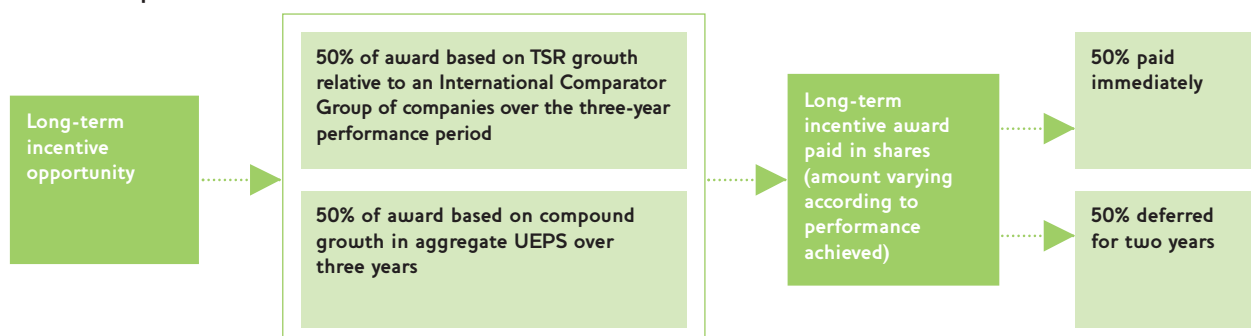 Long-term
incentive
opportunity
50% of award based on TSR growth
relative to an International Comparator
Group of companies over the three-year
performance period
50% of award based on compound
growth in aggregate UEPS over
three years
Long-term
incentive award
paid in shares
(amount varying
according to
performance
achieved)
50% paid
immediately
50% deferred
for two years